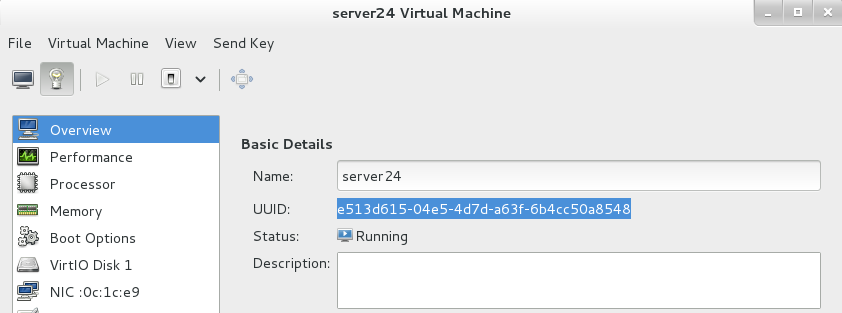 server24 Virtual Machine
File Virtual Machine View Send Key
Overview
Performance
Processor
Memory
Boot Options
VirtIO Disk 1
NIC :0c:1c:e9
Basic Details
Name: server24
UUID: e513d615-04e5-4d7d-a63f-6b4cc50a8548
Status: Running
Description: